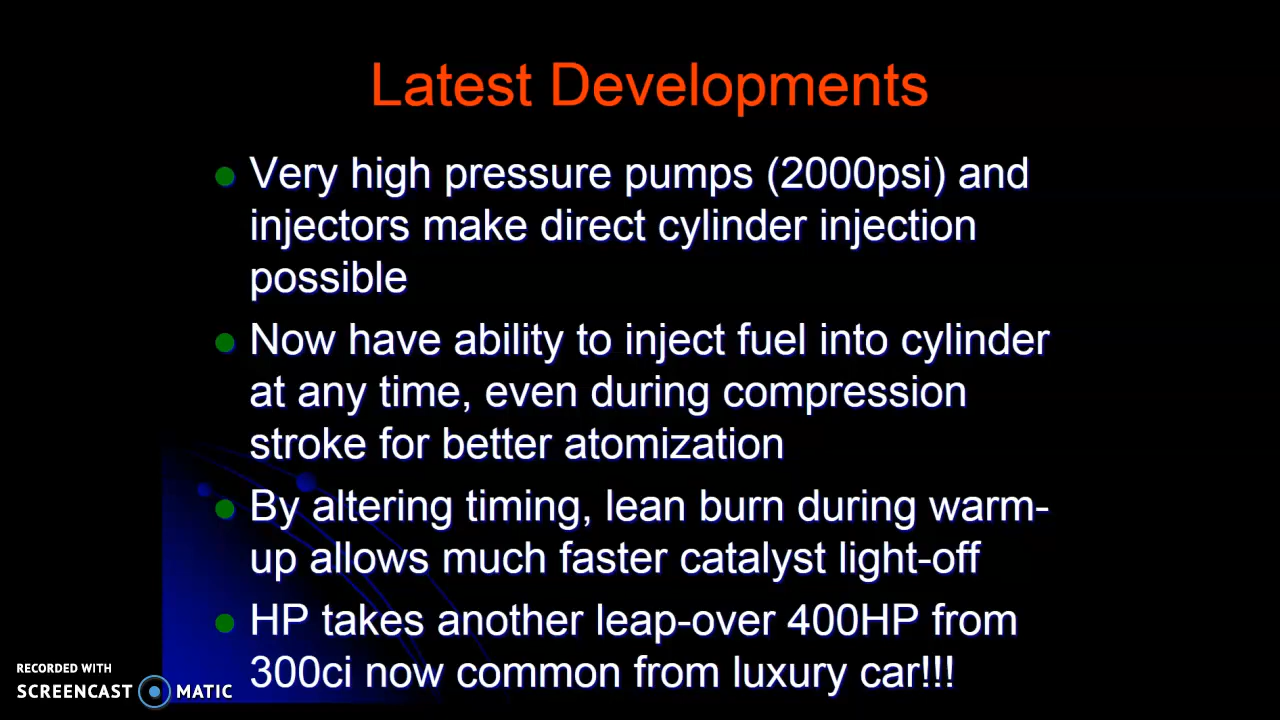 Latest Developments
Very high pressure pumps (2000psi) and
injectors make direct cylinder injection
possible
Now have ability to inject fuel into cylinder
at any time, even during compression
stroke for better atomization
By altering timing, lean burn during warm-
up allows much faster catalyst light-off
HP takes another leap-over 400HP from
300ci now common from luxury car!!!
RECORDED WITH
SCREENCAST MATIC